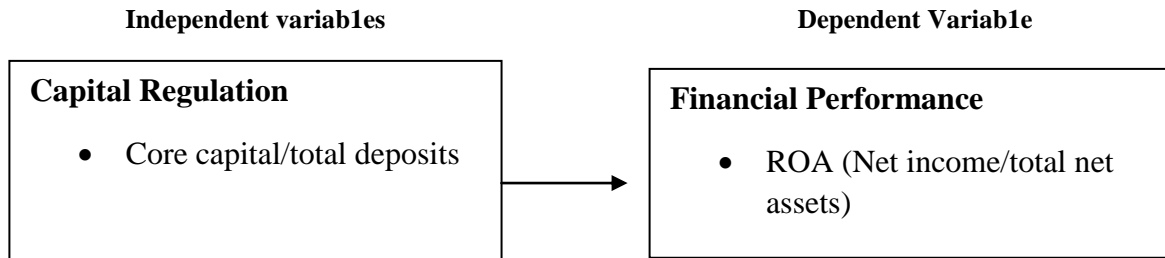 Independent variab1es
Dependent Variab1e
Capital Regulation
• Core capital/total deposits
Financial Performance
• ROA (Net income/total net
assets)